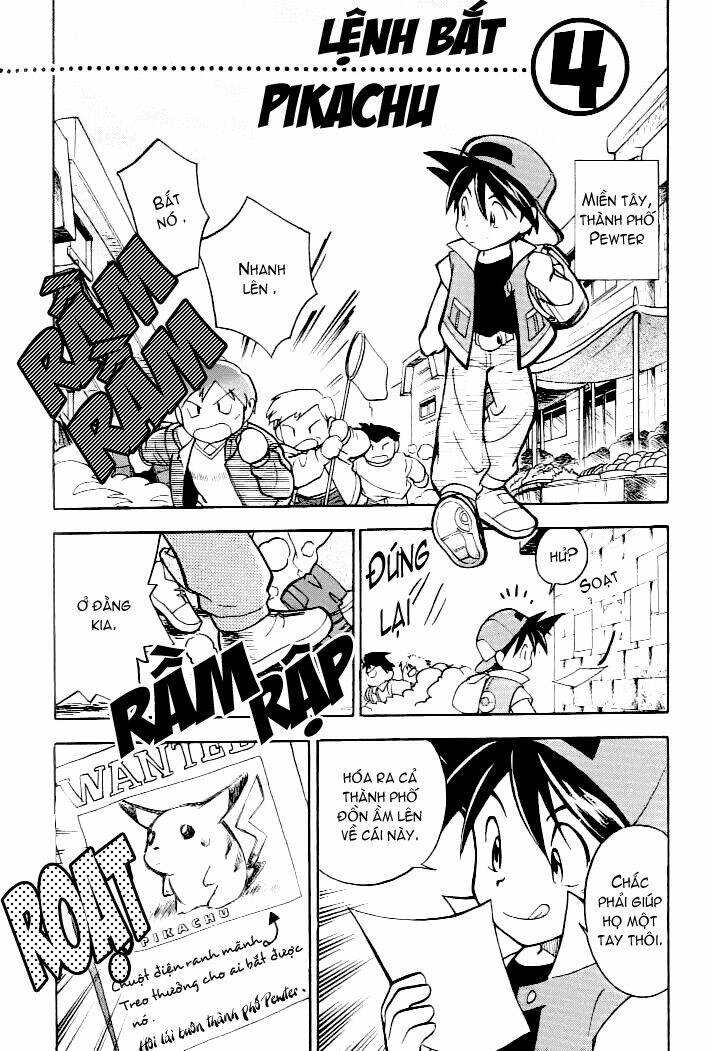 LỆNH BẮT
PIKACHU
4
MIỀN TÂY,
THÀNH PHỐ
PEWTER
BẮT
NÓ.
NHANH
LÊN.
RẦM
RẦM
Ở ĐẰNG
KIA.
RẦM
RẬP
ĐỨNG
LẠI
HỬ?
SOẠT
WANTED
PIKACHU
Chuột điện ranh mãnh
Treo thưởng cho ai bắt được
nó.
Hội lái buôn thành phố Pewter.
ROẠT
HÓA RA CẢ
THÀNH PHỐ
ĐỒN ẦM LÊN
VỀ CÁI NÀY.
CHẮC
PHẢI GIÚP
HỌ MỘT
TAY THÔI.